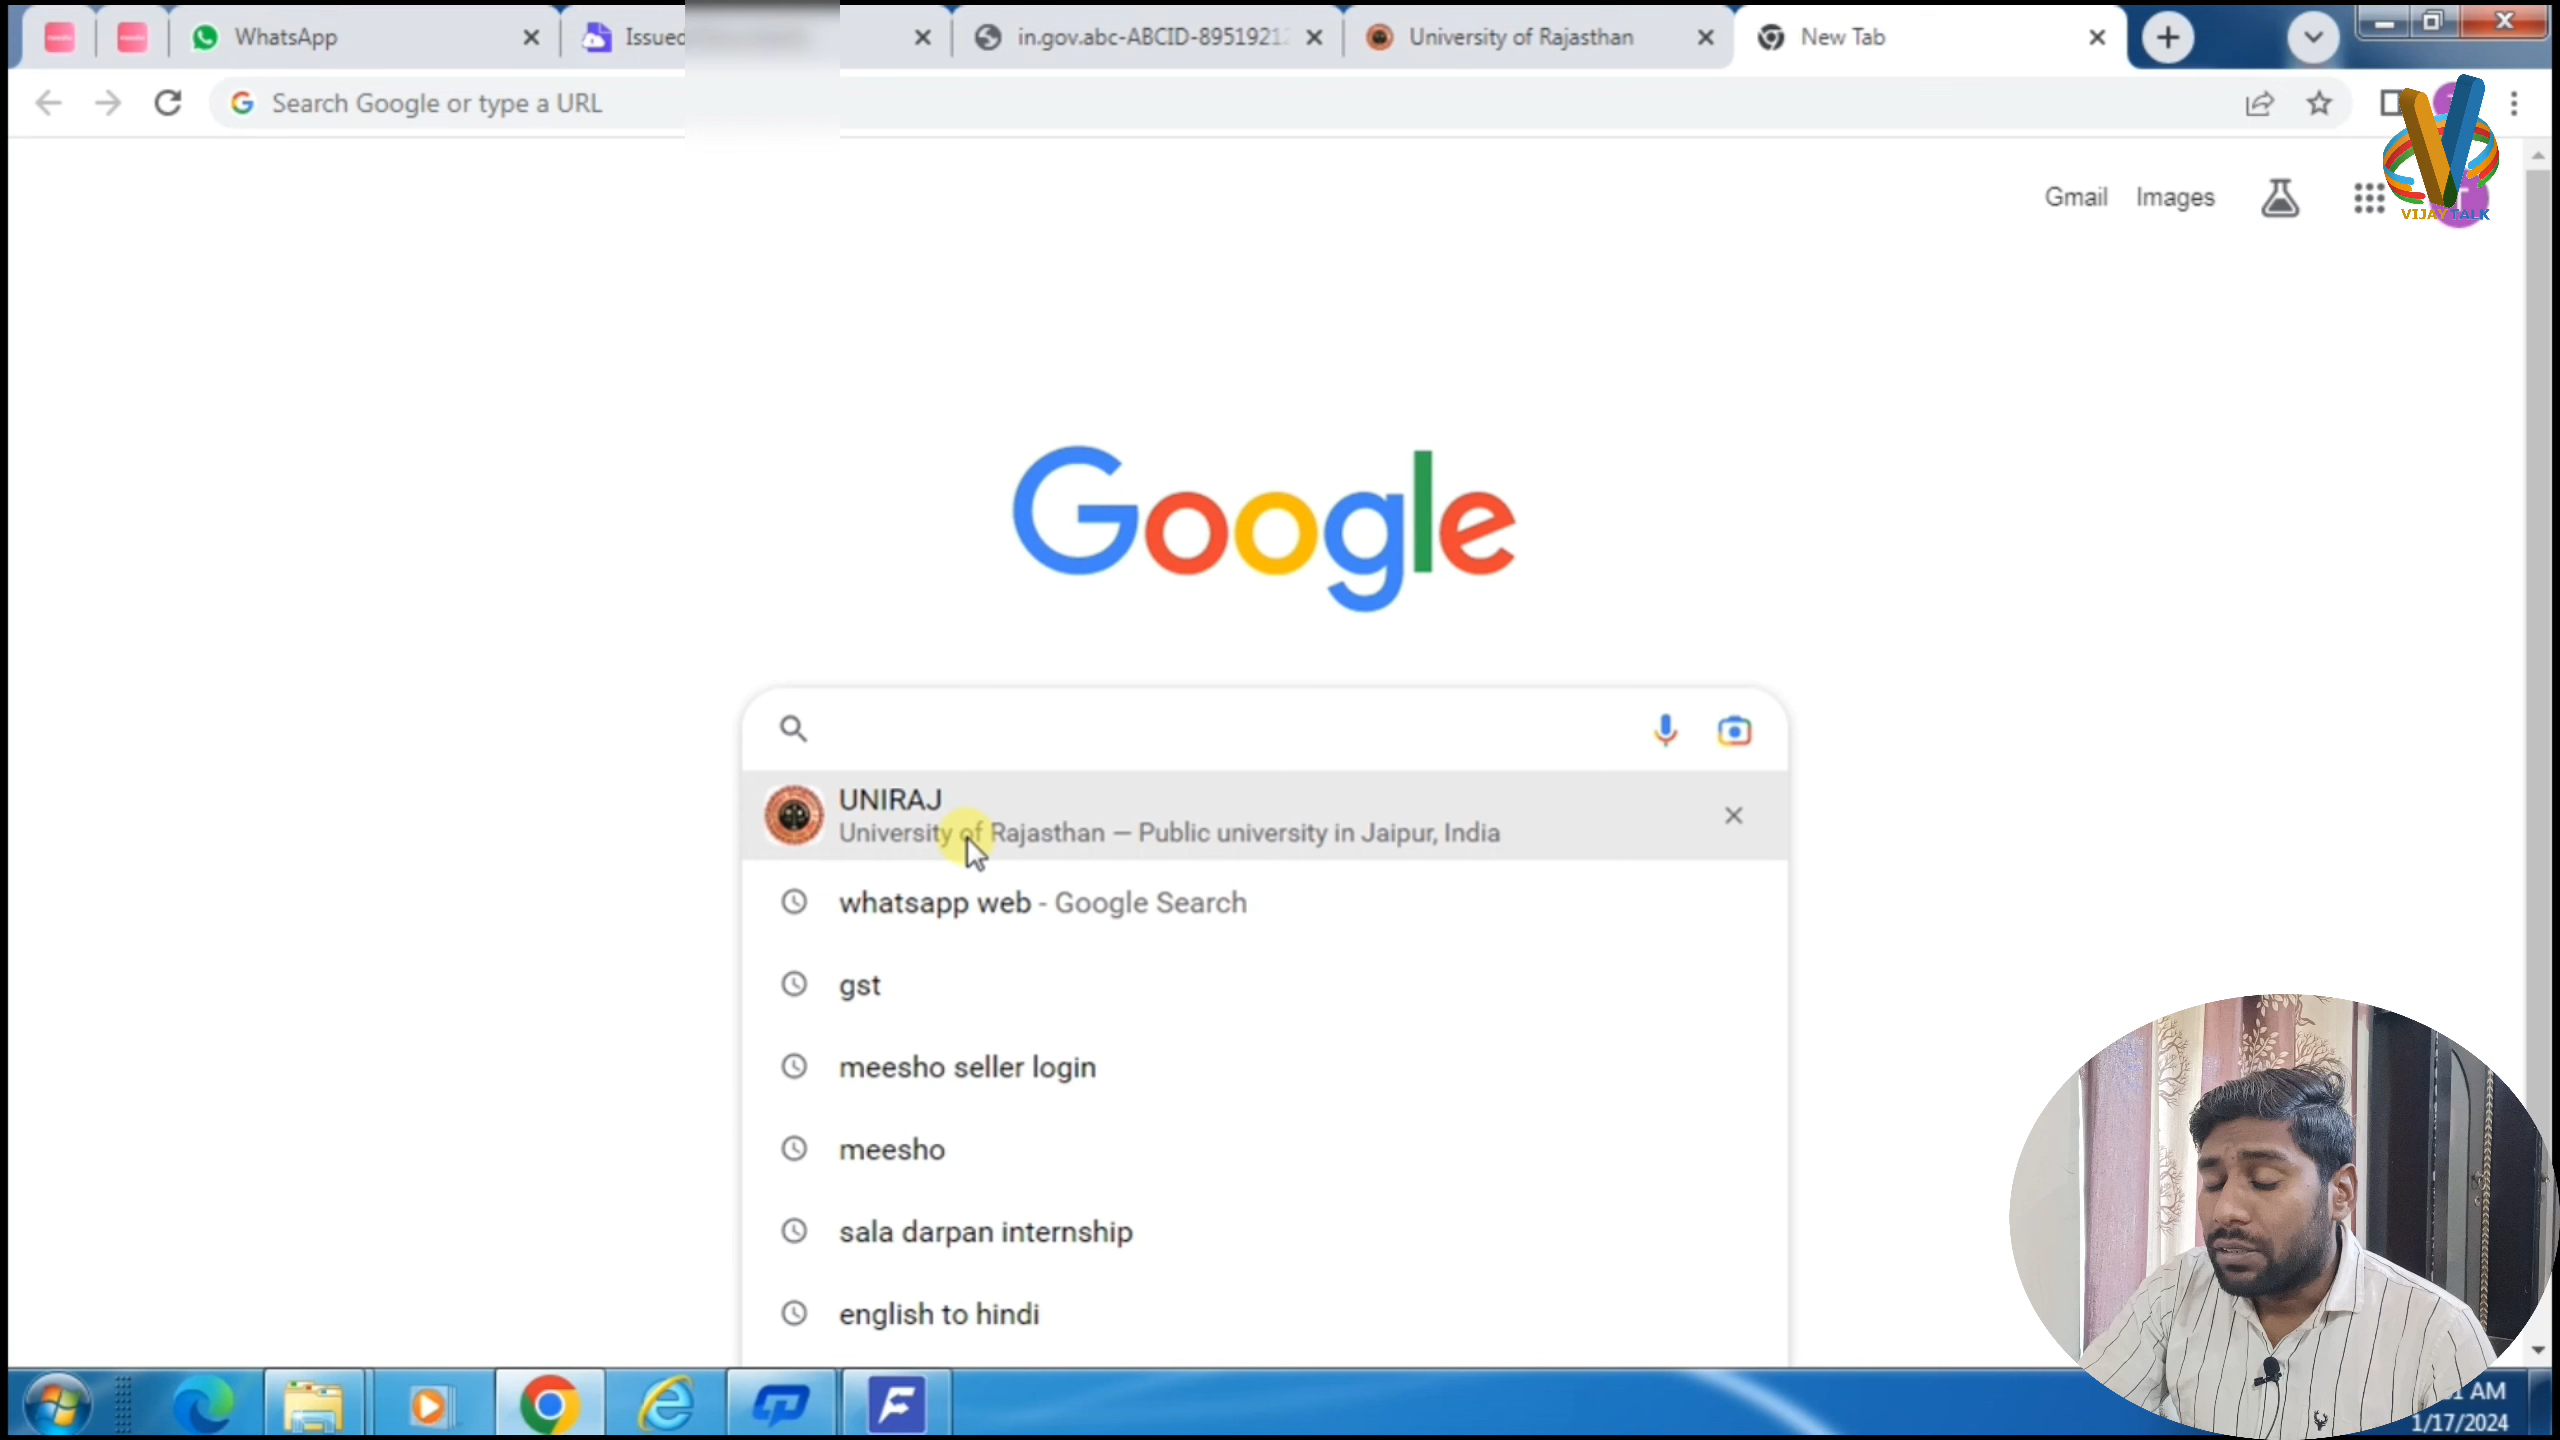 WhatsApp
Issued
in.gov.abc-ABCID-8951921
University of Rajasthan
New Tab
Search Google or type a URL
Gmail
Images
VIJAYTALK
Google
UNIRAJ
University of Rajasthan — Public university in Jaipur, India
whatsapp web - Google Search
gst
meesho seller login
meesho
sala darpan internship
english to hindi
1 AM
1/17/2024